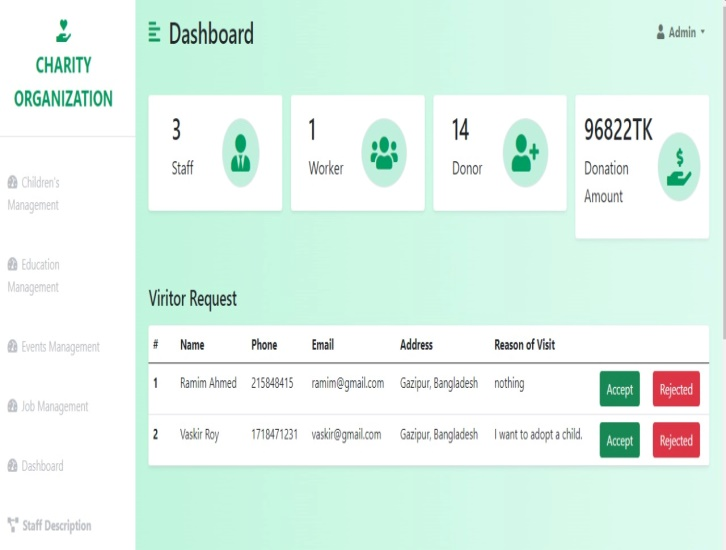 CHARITY
ORGANIZATION
Children's
Management
Education
Management
Events Management
Job Management
Dashboard
Staff Description
Dashboard
Admin
3
Staff
1
Worker
14
Donor
96822TK
Donation
Amount
Viritor Request
# Name Phone Email Address Reason of Visit
1 Ramim Ahmed 215848415 ramim@gmail.com Gazipur, Bangladesh nothing Accept Rejected
2 Vaskir Roy 1718471231 vaskir@gmail.com Gazipur, Bangladesh I want to adopt a child. Accept Rejected